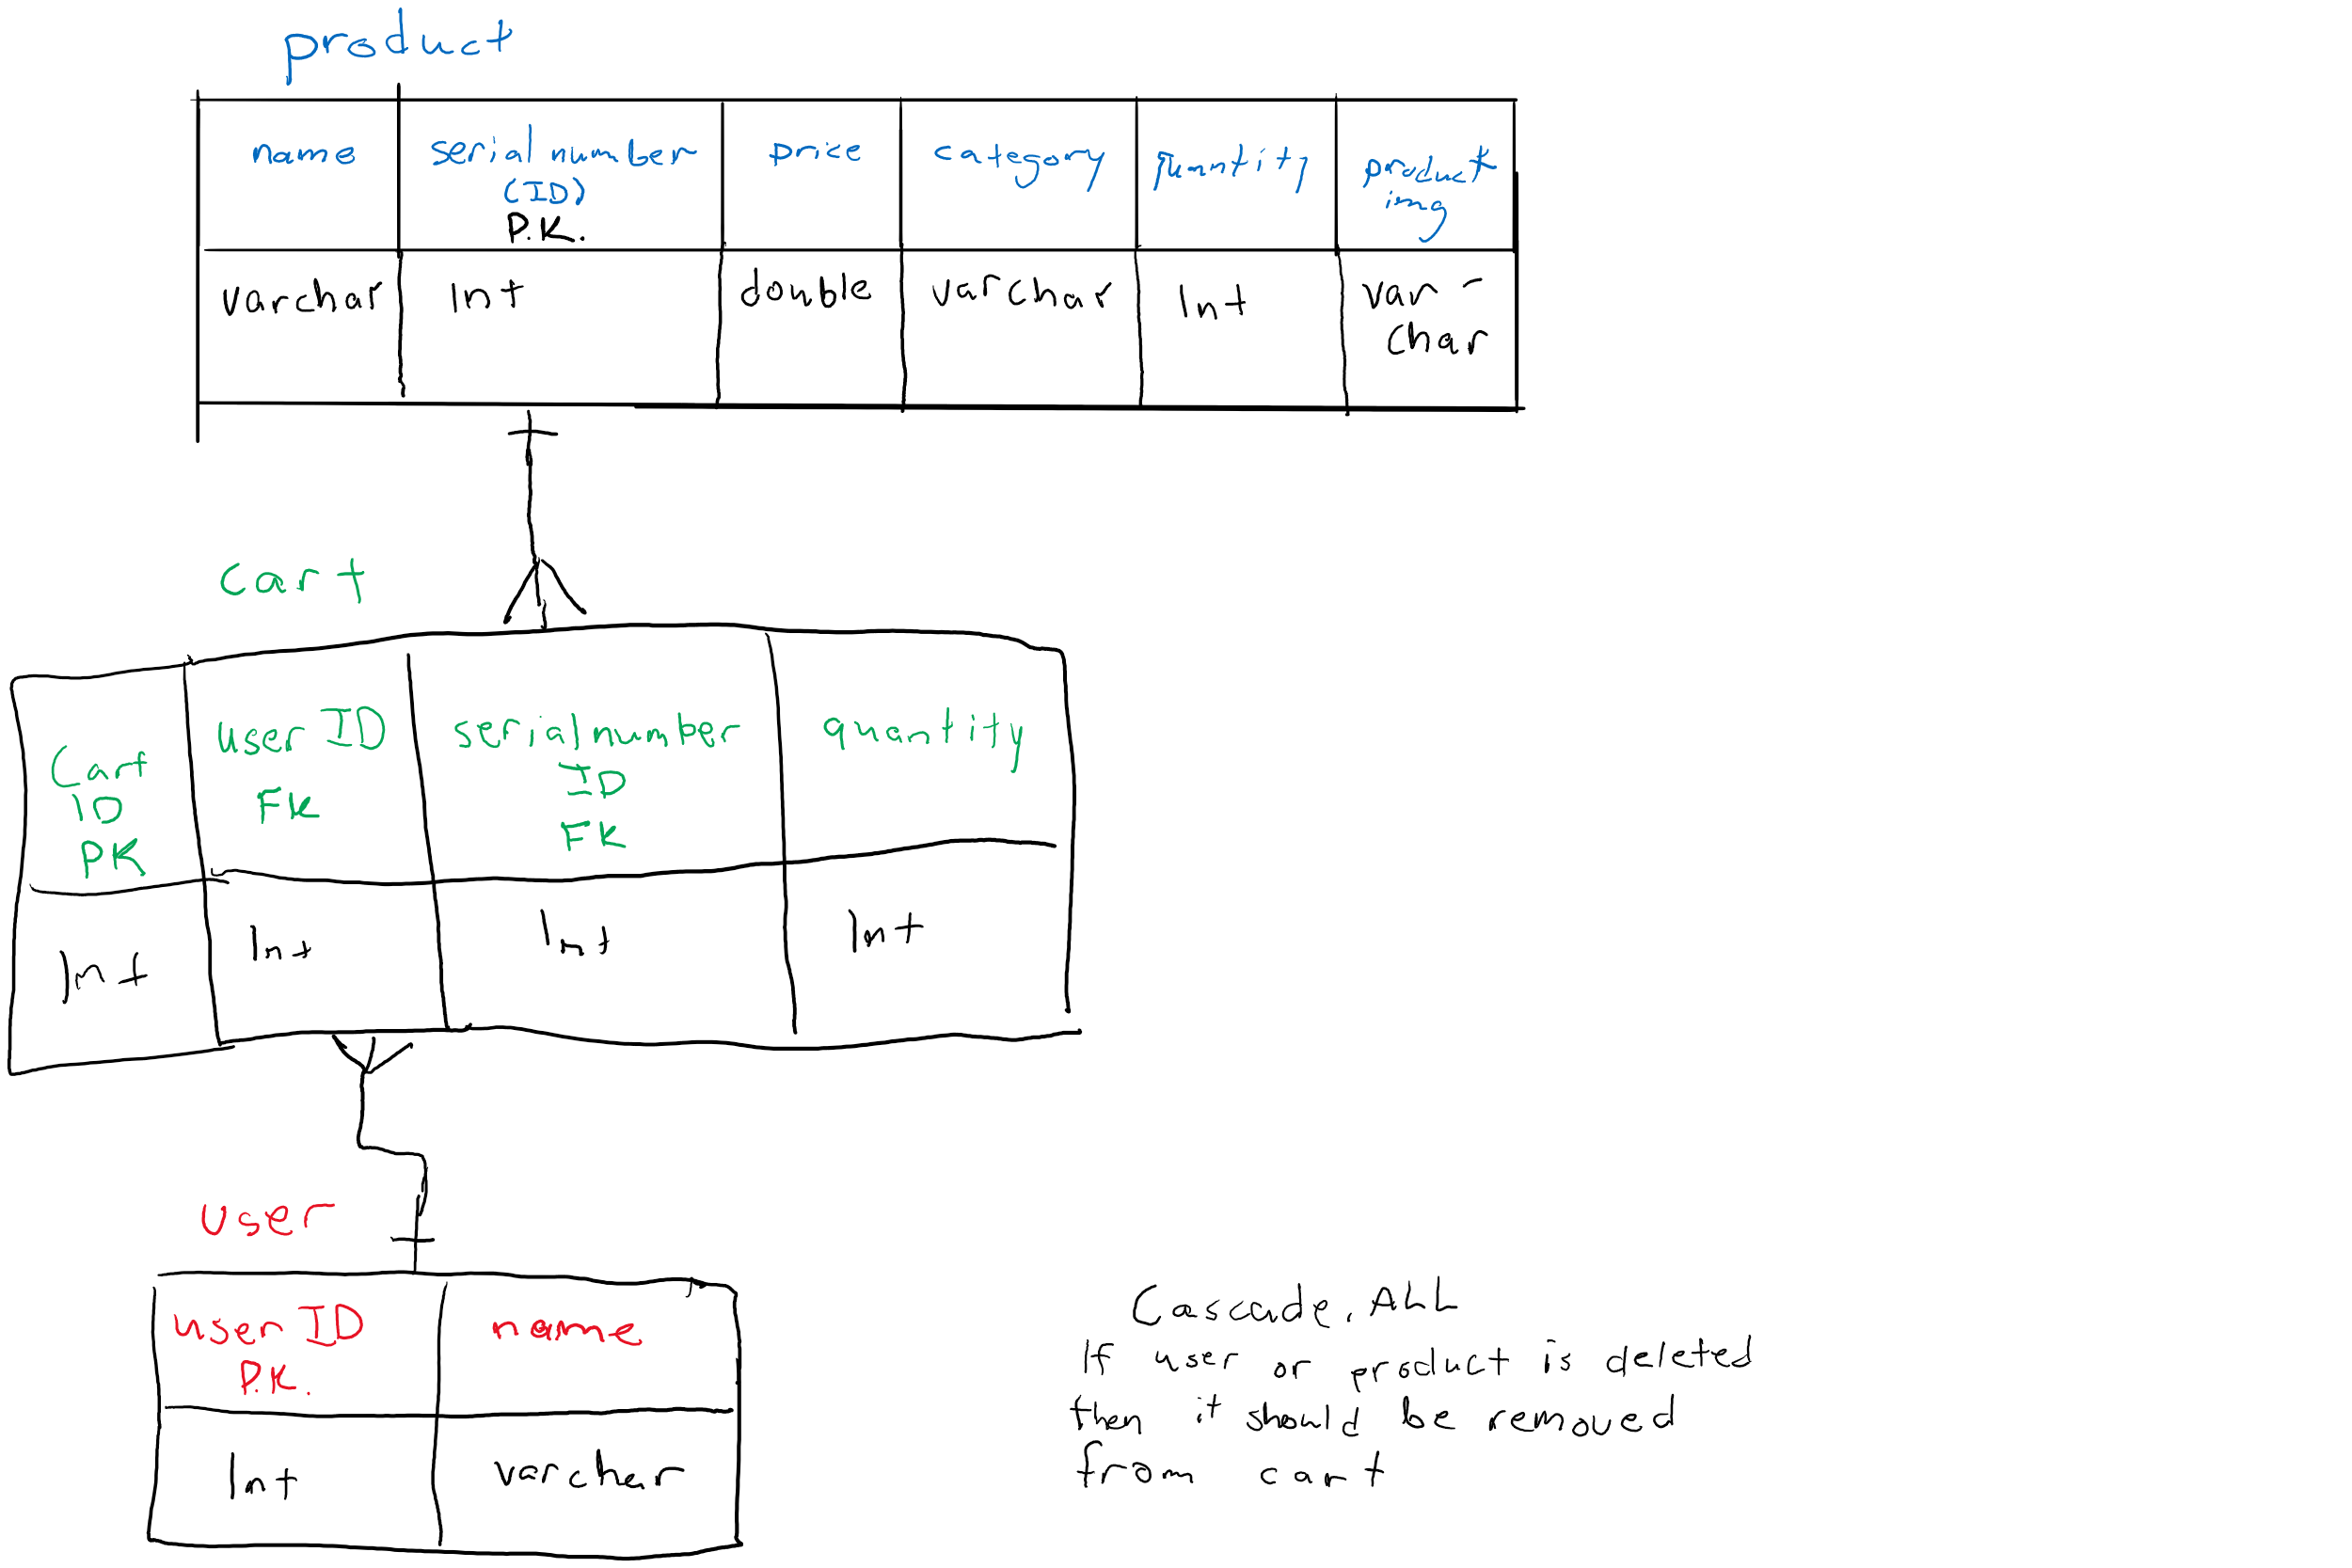 product
name serial number price category quantity product
(ID) img
P.K.
varchar Int double varchar Int var-
char
cart
Cart user ID serial number quantity
ID FK ID
PK FK
Int Int Int Int
user
user ID name
P.K.
Int varchar
Cascade.ALL
If user or product is deleted
then it should be removed
from cart